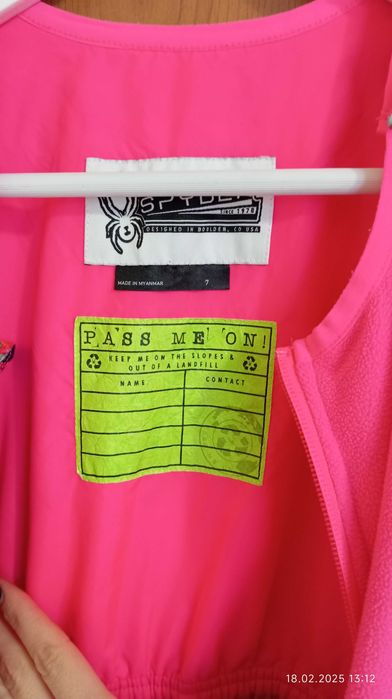 SPYDER
SINCE 1978
DESIGNED IN BOULDER, CO USA
MADE IN MYANMAR 7
PASS ME ON!
KEEP ME ON THE SLOPES &
OUT OF A LANDFILL
NAME CONTACT
18.02.2025 13:12